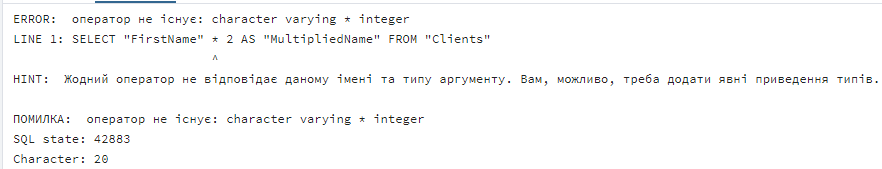 ERROR:  оператор не існує: character varying * integer
LINE 1: SELECT "FirstName" * 2 AS "MultipliedName" FROM "Clients"
^
HINT:  Жодний оператор не відповідає даному імені та типу аргументу. Вам, можливо, треба додати явні приведення типів.
ПОМИЛКА:  оператор не існує: character varying * integer
SQL state: 42883
Character: 20